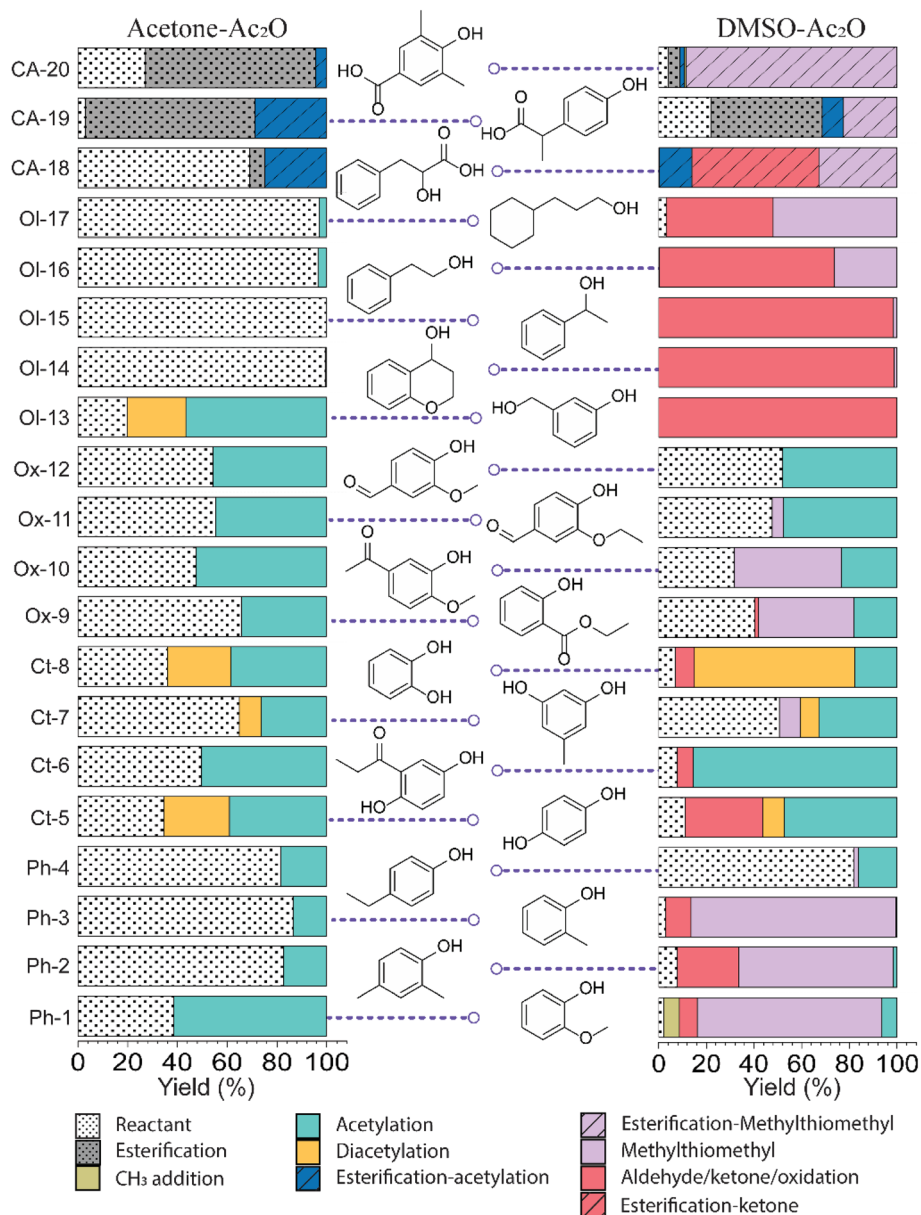 Acetone-Ac₂O
DMSO-Ac₂O
CA-20
CA-19
CA-18
Ol-17
Ol-16
Ol-15
Ol-14
Ol-13
Ox-12
Ox-11
Ox-10
Ox-9
Ct-8
Ct-7
Ct-6
Ct-5
Ph-4
Ph-3
Ph-2
Ph-1
OH
HO
O
OH
HO
O
O
OH
OH
OH
OH
OH
OH
O
HO
OH
OH
O
O
OH
O
O
O
OH
O
OH
O
O
OH
OH
HO
OH
O
OH
HO
OH
HO
OH
OH
OH
OH
O
0 20 40 60 80 100
Yield (%)
0 20 40 60 80 100
Yield (%)
Reactant
Esterification
CH₃ addition
Acetylation
Diacetylation
Esterification-acetylation
Esterification-Methylthiomethyl
Methylthiomethyl
Aldehyde/ketone/oxidation
Esterification-ketone